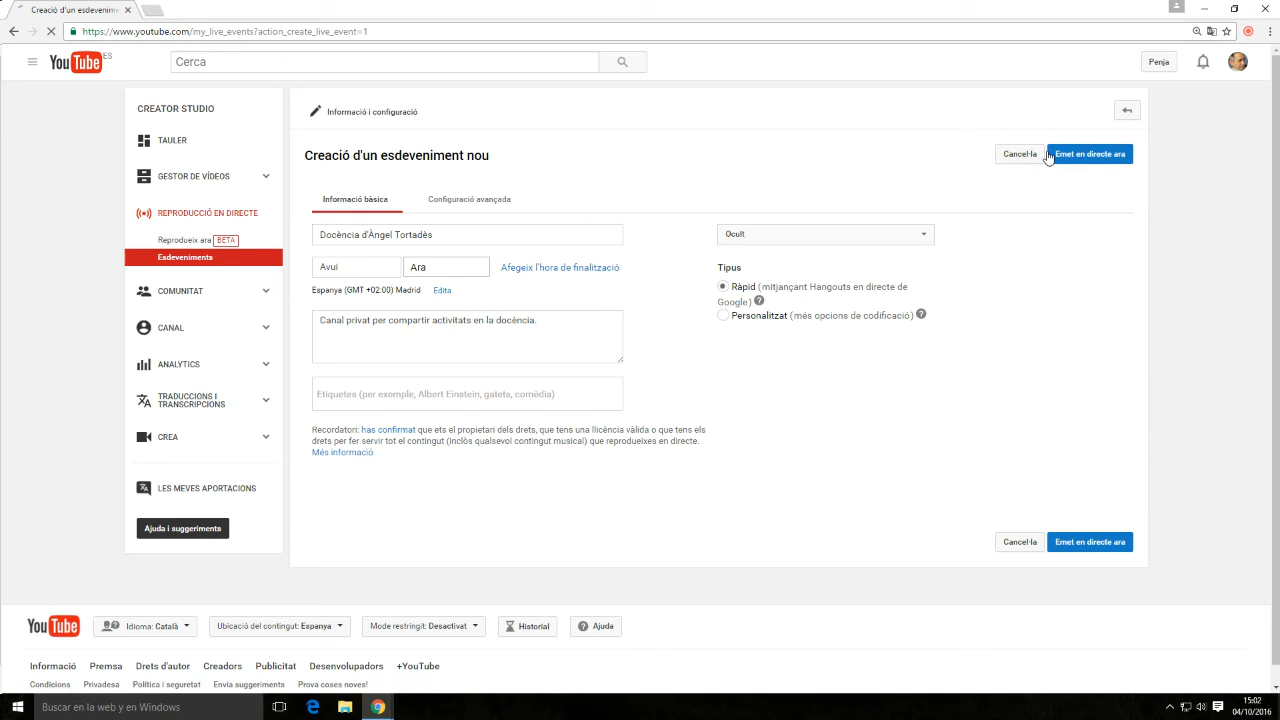 Creació d'un esdevenimen
https://www.youtube.com/my_live_events?action_create_live_event=1
YouTube ES
Cerca
Penja
CREATOR STUDIO
TAULER
GESTOR DE VÍDEOS
REPRODUCCIÓ EN DIRECTE
Reprodueix ara BETA
Esdeveniments
COMUNITAT
CANAL
ANALYTICS
TRADUCCIONS I
TRANSCRIPCIONS
CREA
LES MEVES APORTACIONS
Ajuda i suggeriments
Informació i configuració
Creació d'un esdeveniment nou
Cancel·la
Emet en directe ara
Informació bàsica
Configuració avançada
Docència d'Àngel Tortadès
Avui
Ara
Afegeix l'hora de finalització
Espanya (GMT +02:00) Madrid
Edita
Canal privat per compartir activitats en la docència.
Etiquetes (per exemple, Albert Einstein, gatets, comèdia)
Recordatori: has confirmat que ets el propietari dels drets, que tens una llicència vàlida o que tens els
drets per fer servir tot el contingut (inclòs qualsevol contingut musical) que reprodueixes en directe.
Més informació
Ocult
Tipus
Ràpid (mitjançant Hangouts en directe de
Google) ?
Personalitzat (més opcions de codificació) ?
Cancel·la
Emet en directe ara
YouTube
Idioma: Català
Ubicació del contingut: Espanya
Mode restringit: Desactivat
Historial
Ajuda
Informació Premsa Drets d'autor Creadors Publicitat Desenvolupadors +YouTube
Condicions Privadesa Política i seguretat Envia suggeriments Prova coses noves!
Buscar en la web y en Windows
15:02
04/10/2016